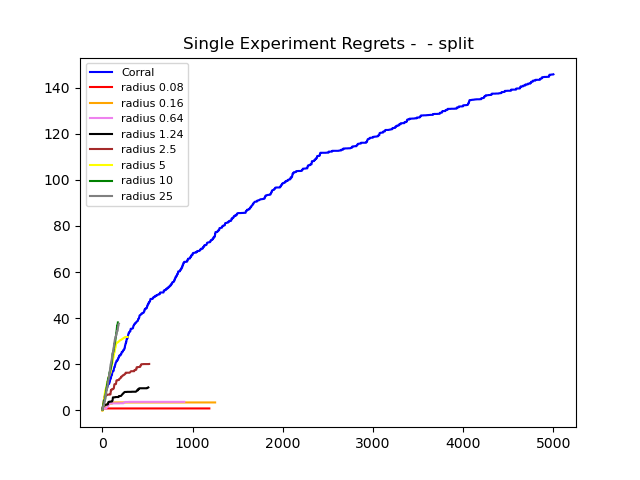 Single Experiment Regrets -  - split
Corral
radius 0.08
radius 0.16
radius 0.64
radius 1.24
radius 2.5
radius 5
radius 10
radius 25
140
120
100
80
60
40
20
0
0 1000 2000 3000 4000 5000